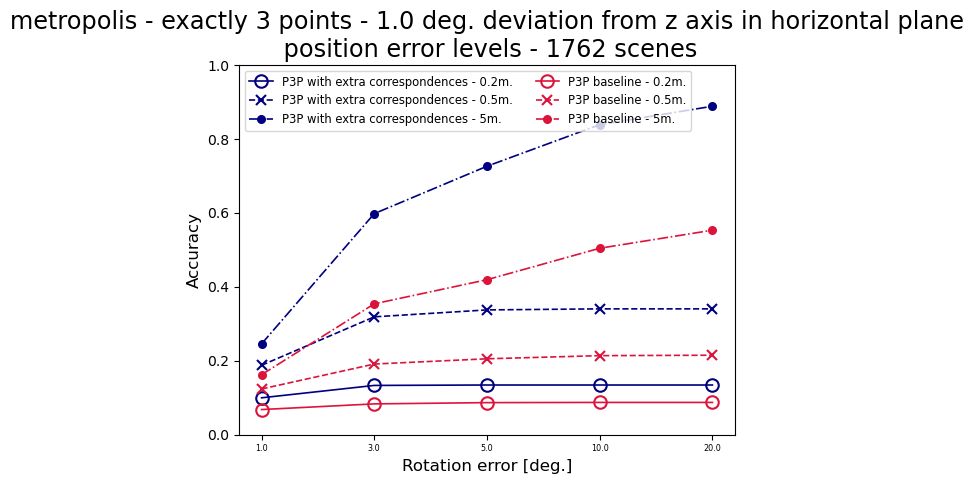 metropolis - exactly 3 points - 1.0 deg. deviation from z axis in horizontal plane
position error levels - 1762 scenes
P3P with extra correspondences - 0.2m.
P3P with extra correspondences - 0.5m.
P3P with extra correspondences - 5m.
P3P baseline - 0.2m.
P3P baseline - 0.5m.
P3P baseline - 5m.
1.0
0.8
0.6
0.4
0.2
0.0
Accuracy
1.0 3.0 5.0 10.0 20.0
Rotation error [deg.]